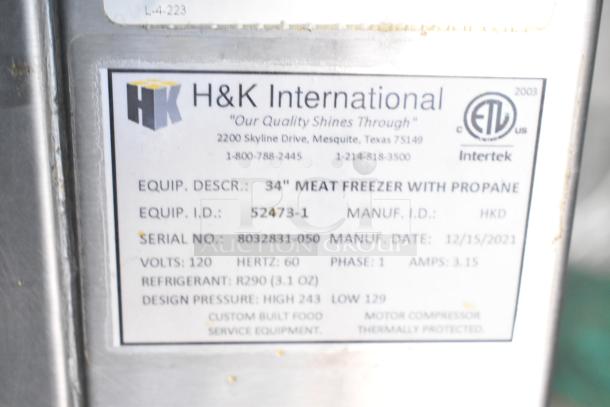 L-4-223
HK H&K International
"Our Quality Shines Through"
2200 Skyline Drive, Mesquite, Texas 75149
1-800-788-2445 1-214-818-3500
2003
C ETL US
Intertek
EQUIP. DESCR.: 34" MEAT FREEZER WITH PROPANE
EQUIP. I.D.: 52473-1 MANUF. I.D.: HKD
SERIAL NO.: 8032831-050 MANUF. DATE: 12/15/2021
VOLTS: 120 HERTZ: 60 PHASE: 1 AMPS: 3.15
REFRIGERANT: R290 (3.1 OZ)
DESIGN PRESSURE: HIGH 243 LOW 129
CUSTOM BUILT FOOD MOTOR COMPRESSOR
SERVICE EQUIPMENT. THERMALLY PROTECTED.
BCI
AUCTION GROUP